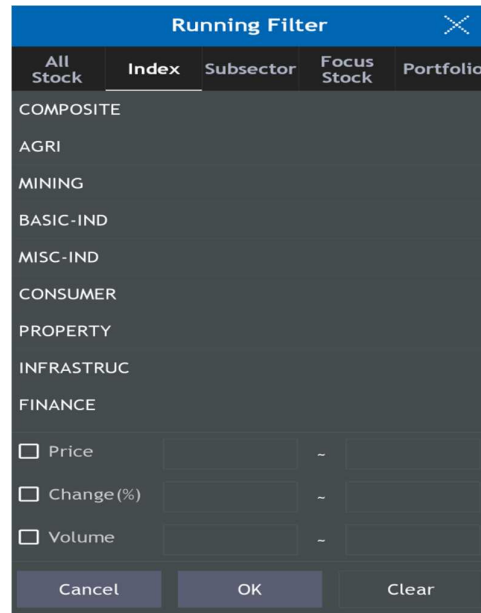 Running Filter
All Stock Index Subsector Focus Stock Portfolio
COMPOSITE
AGRI
MINING
BASIC-IND
MISC-IND
CONSUMER
PROPERTY
INFRASTRUC
FINANCE
Price ~
Change(%) ~
Volume ~
Cancel OK Clear